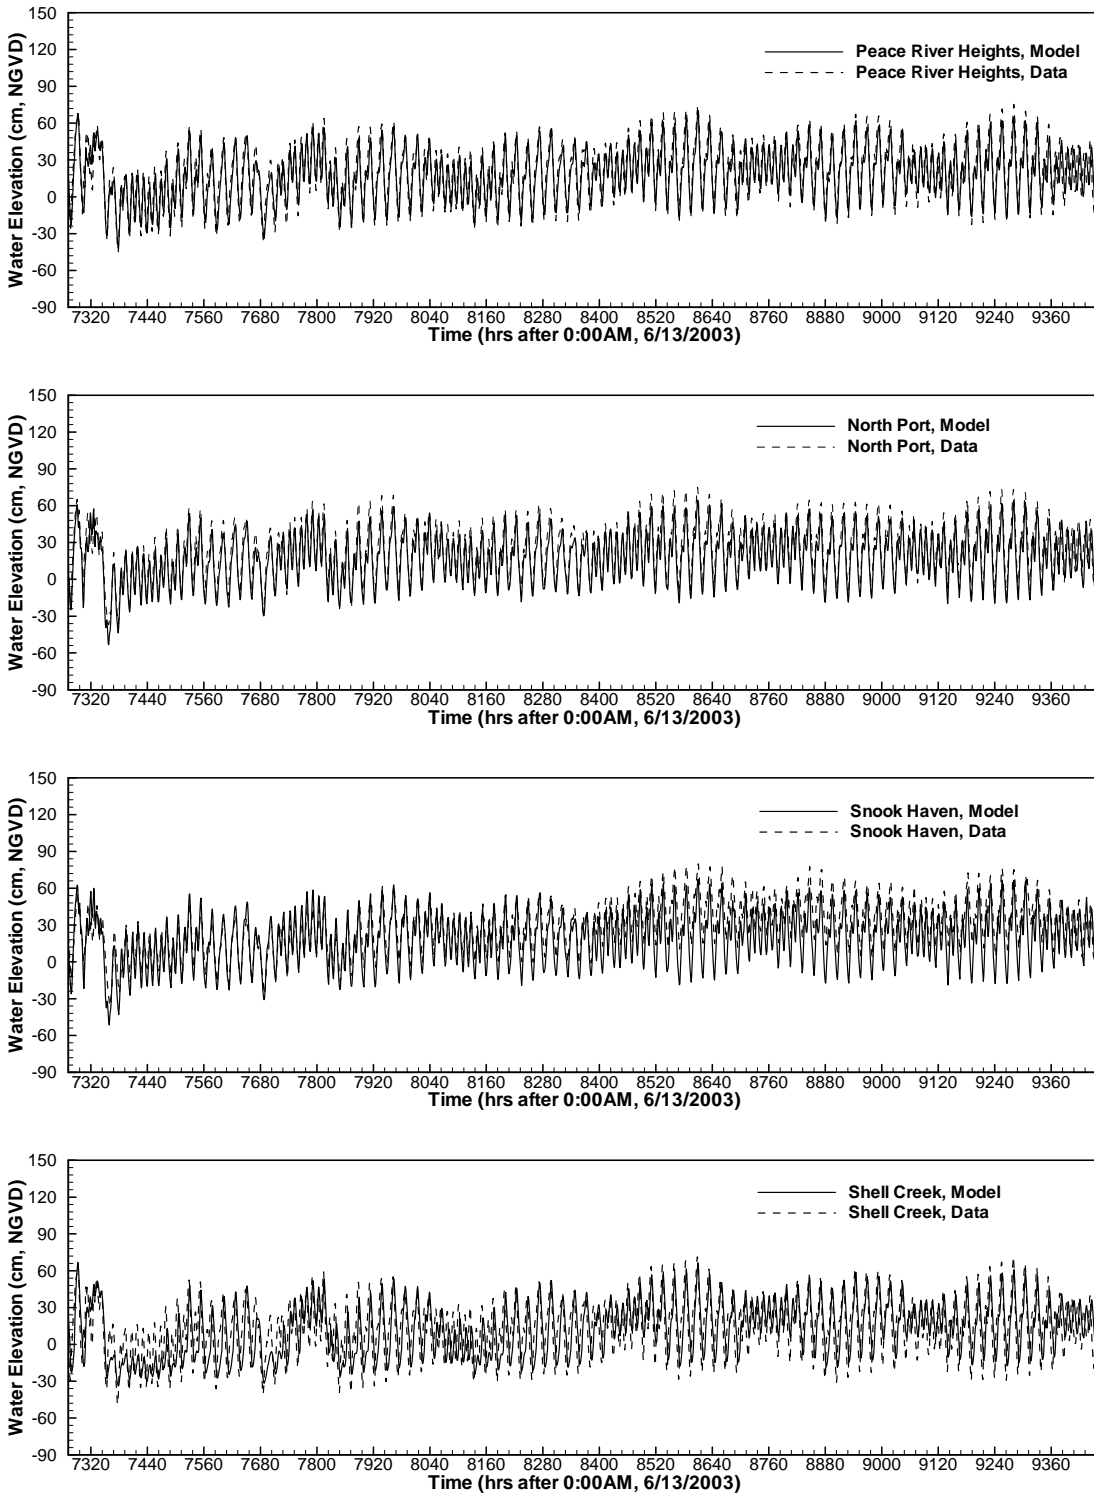 150
120
90
60
30
0
-30
-60
-90
Water Elevation (cm, NGVD)
Peace River Heights, Model
Peace River Heights, Data
7320 7440 7560 7680 7800 7920 8040 8160 8280 8400 8520 8640 8760 8880 9000 9120 9240 9360
Time (hrs after 0:00AM, 6/13/2003)
150
120
90
60
30
0
-30
-60
-90
Water Elevation (cm, NGVD)
North Port, Model
North Port, Data
7320 7440 7560 7680 7800 7920 8040 8160 8280 8400 8520 8640 8760 8880 9000 9120 9240 9360
Time (hrs after 0:00AM, 6/13/2003)
150
120
90
60
30
0
-30
-60
-90
Water Elevation (cm, NGVD)
Snook Haven, Model
Snook Haven, Data
7320 7440 7560 7680 7800 7920 8040 8160 8280 8400 8520 8640 8760 8880 9000 9120 9240 9360
Time (hrs after 0:00AM, 6/13/2003)
150
120
90
60
30
0
-30
-60
-90
Water Elevation (cm, NGVD)
Shell Creek, Model
Shell Creek, Data
7320 7440 7560 7680 7800 7920 8040 8160 8280 8400 8520 8640 8760 8880 9000 9120 9240 9360
Time (hrs after 0:00AM, 6/13/2003)